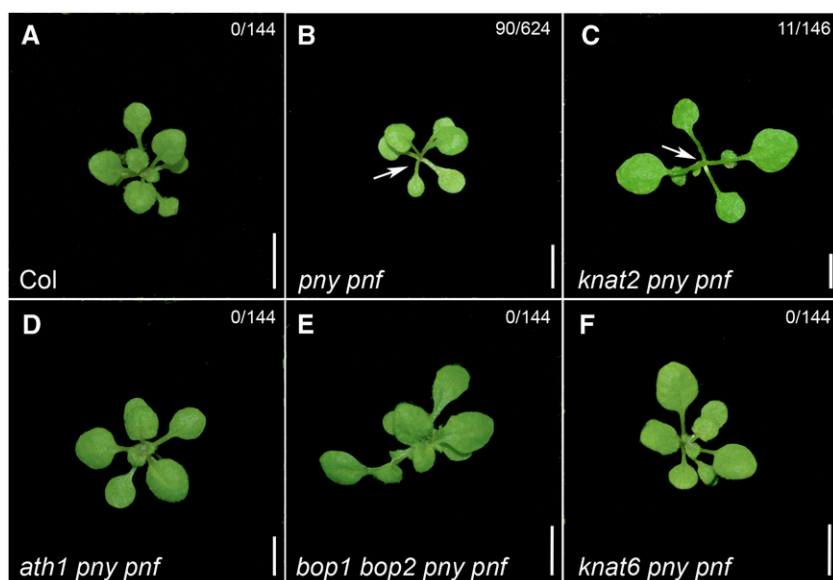 A 0/144
Col
B 90/624
pny pnf
C 11/146
knat2 pny pnf
D 0/144
ath1 pny pnf
E 0/144
bop1 bop2 pny pnf
F 0/144
knat6 pny pnf